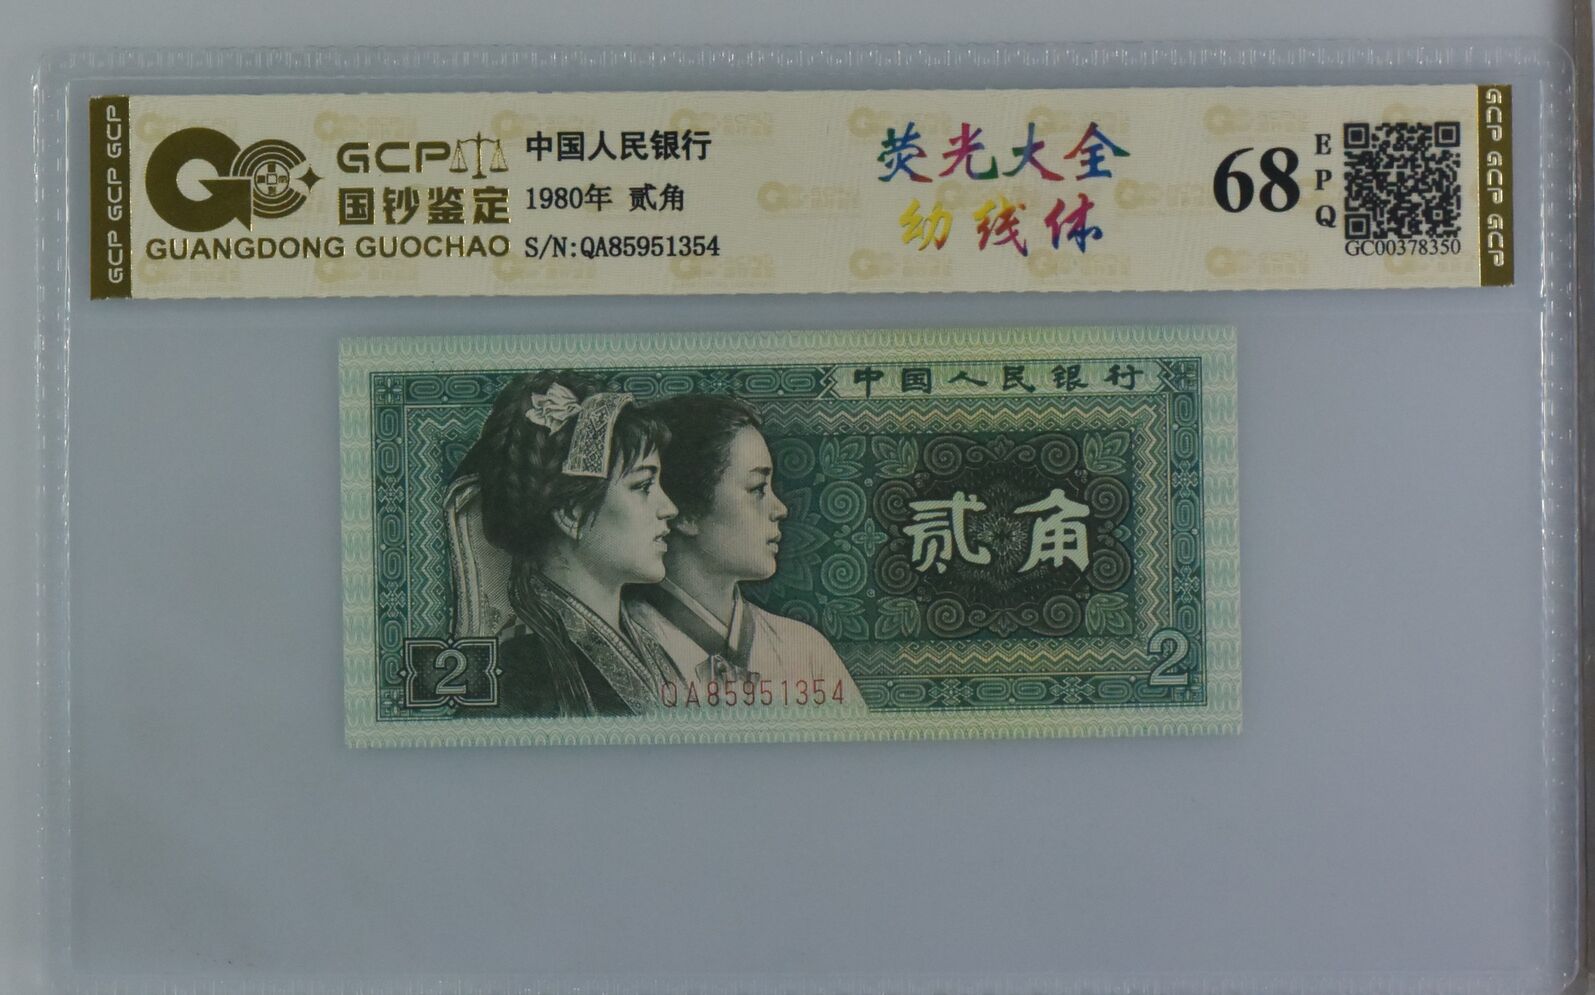 GCP GCP GCP
GCP
国钞鉴定
GUANGDONG GUOCHAO
中国人民银行
1980年 贰角
S/N:QA85951354
荧光大全
幼线体
68
EPQ
GC00378350
GCP GCP GCP GCP
中国人民银行
贰角
2
2
QA85951354